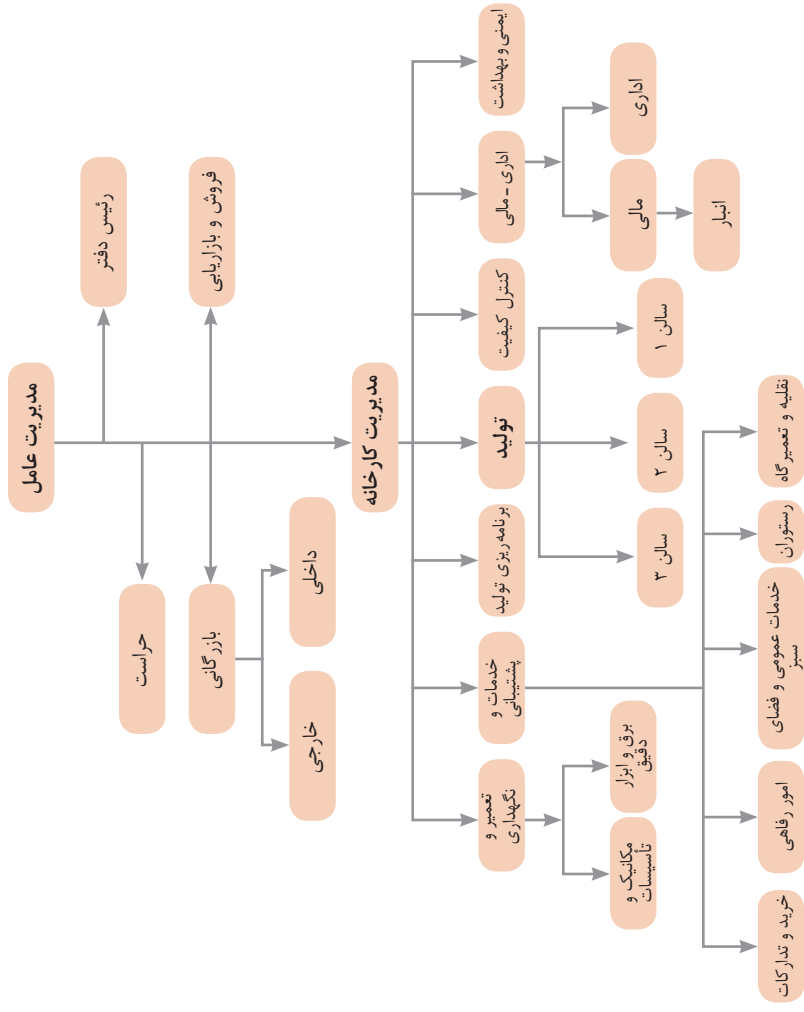 مدیریت عامل
رئیس دفتر
حراست
فروش و بازاریابی
بازرگانی
داخلی
خارجی
مدیریت کارخانه
ایمنی و بهداشت
اداری - مالی
کنترل کیفیت
تولید
برنامه ریزی تولید
خدمات و
پشتیبانی
تعمیر و
نگهداری
اداری
مالی
انبار
سالن ۱
سالن ۲
سالن ۳
برق و ابزار
دقیق
مکانیک و
تأسیسات
نقلیه و تعمیرگاه
رستوران
خدمات عمومی و فضای
سبز
امور رفاهی
خرید و تدارکات